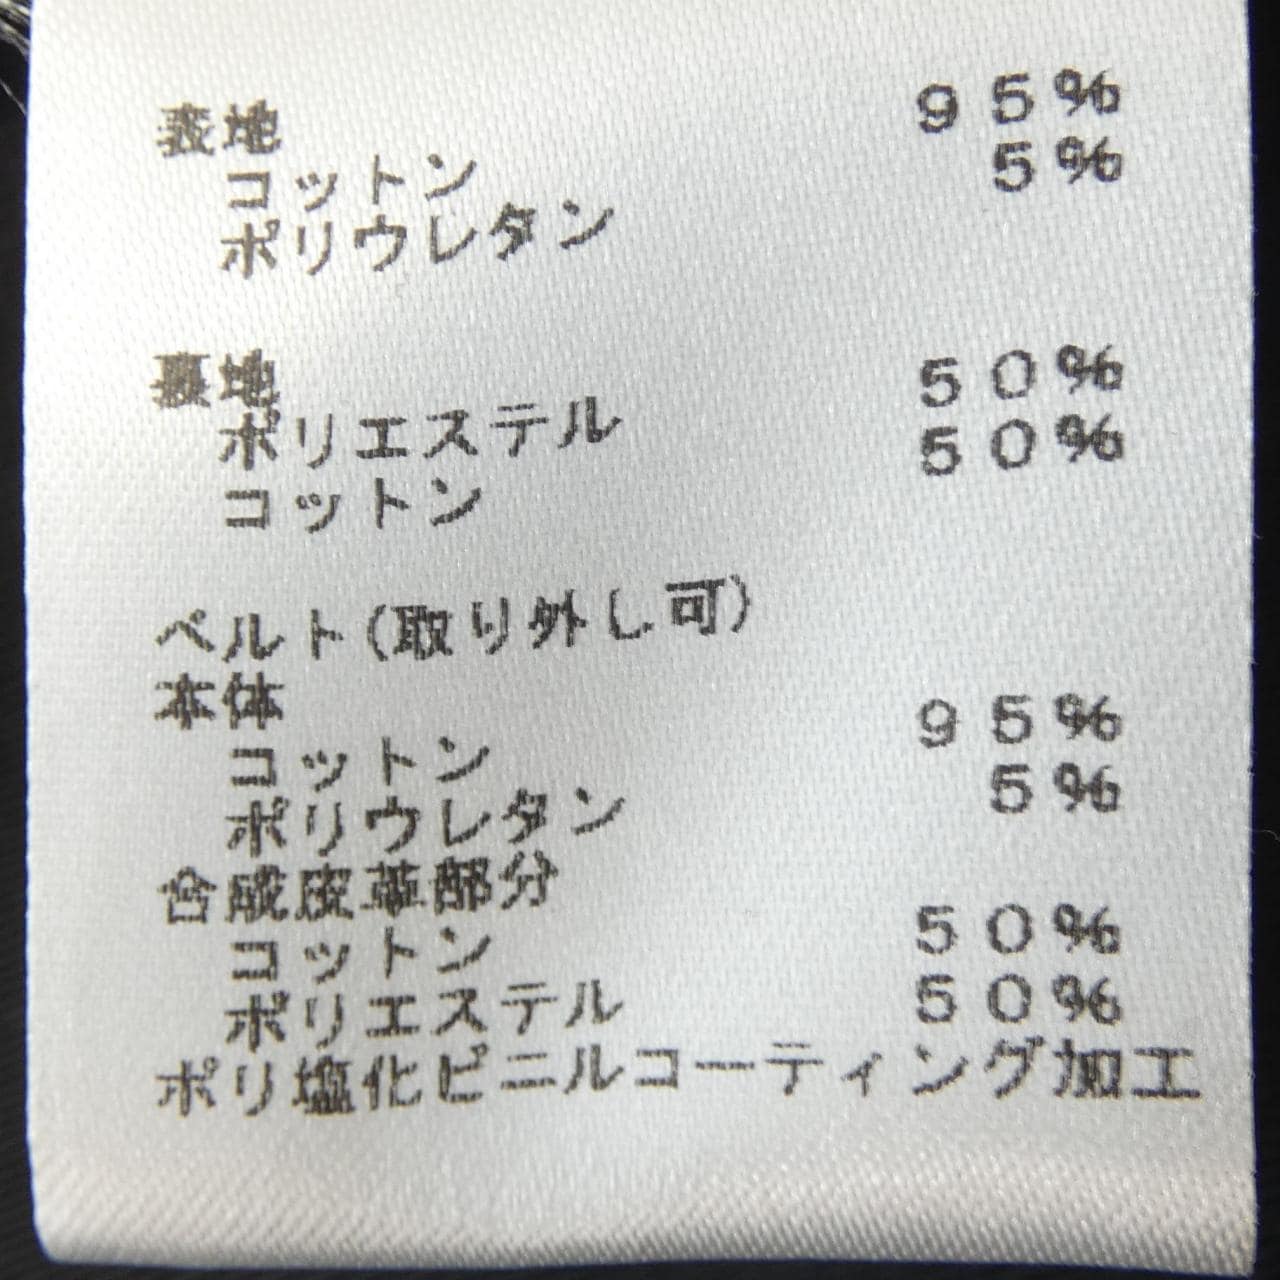 表地
コットン 95%
ポリウレタン 5%
裏地
ポリエステル 50%
コットン 50%
ベルト(取り外し可)
本体
コットン 95%
ポリウレタン 5%
合成皮革部分
コットン 50%
ポリエステル 50%
ポリ塩化ビニルコーティング加工